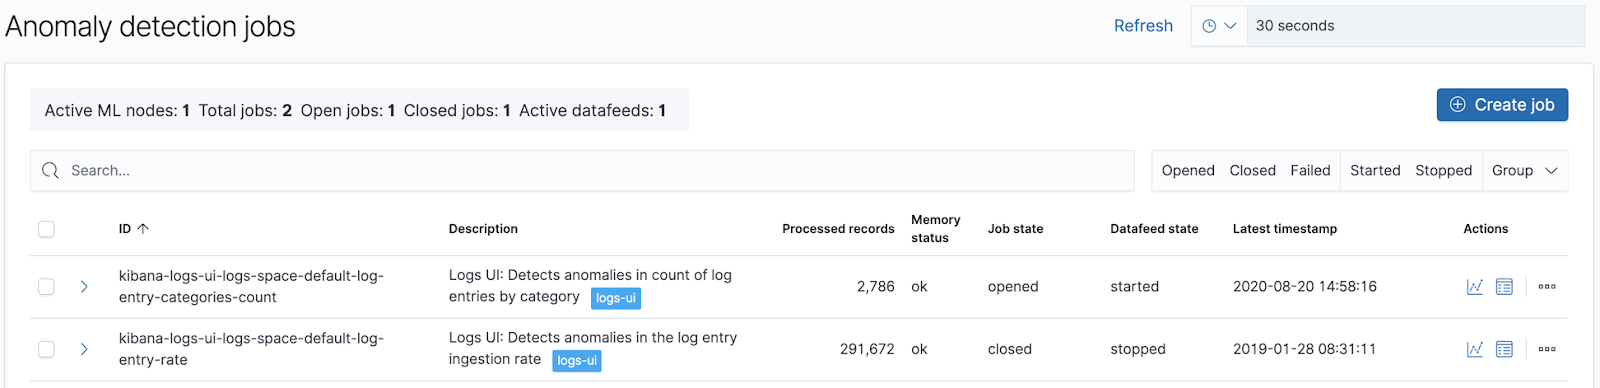 Anomaly detection jobs
Refresh
30 seconds
Active ML nodes: 1 Total jobs: 2 Open jobs: 1 Closed jobs: 1 Active datafeeds: 1
Create job
Search...
Opened Closed Failed Started Stopped Group
ID Description Processed records Memory status Job state Datafeed state Latest timestamp Actions
kibana-logs-ui-logs-space-default-log-
entry-categories-count
Logs UI: Detects anomalies in count of log
entries by category logs-ui
2,786 ok opened started 2020-08-20 14:58:16
kibana-logs-ui-logs-space-default-log-
entry-rate
Logs UI: Detects anomalies in the log entry
ingestion rate logs-ui
291,672 ok closed stopped 2019-01-28 08:31:11